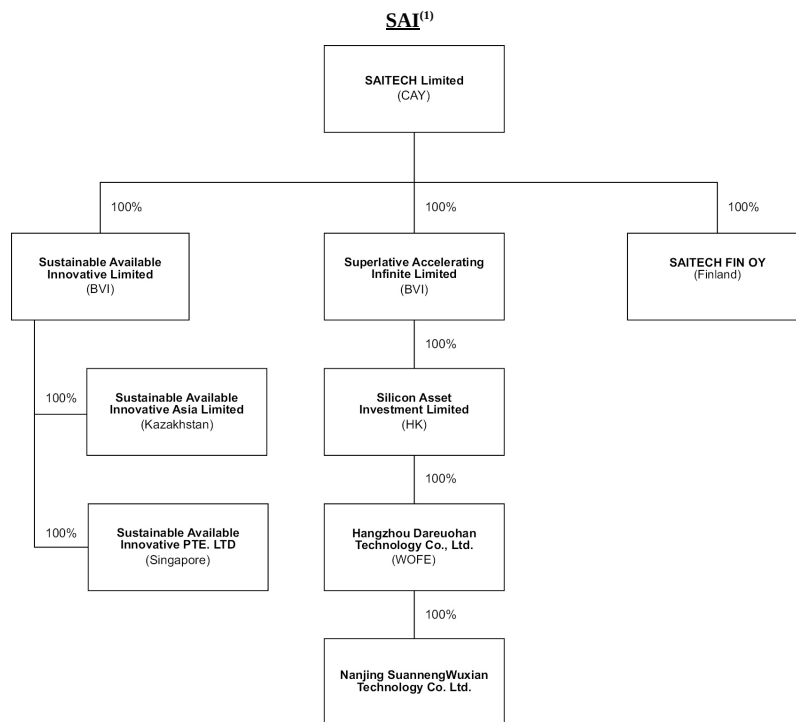 SAI(1)
SAITECH Limited
(CAY)
100%
100%
100%
Sustainable Available
Innovative Limited
(BVI)
Superlative Accelerating
Infinite Limited
(BVI)
SAITECH FIN OY
(Finland)
100%
100%
Sustainable Available
Innovative Asia Limited
(Kazakhstan)
Silicon Asset
Investment Limited
(HK)
100%
100%
Sustainable Available
Innovative PTE. LTD
(Singapore)
Hangzhou Dareuohan
Technology Co., Ltd.
(WOFE)
100%
Nanjing SuannengWuxian
Technology Co. Ltd.